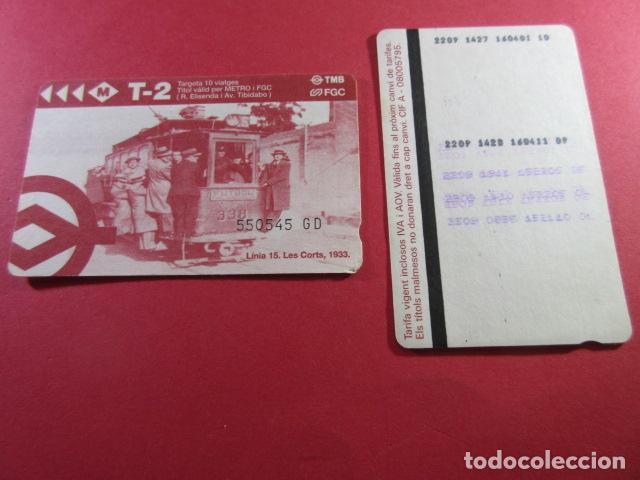 M T-2
Targeta 10 viatges
Títol vàlid per METRO i FGC
( R. Elisenda i Av. Tibidabo )
TMB
FGC
338
550545 GD
Línia 15. Les Corts, 1933.
Tarifa vigent inclosos IVA i AOV. Vàlida fins al pròxim canvi de tarifes.
Els títols malmesos no donaran dret a cap canvi. CIF A - 08005795.
2209 1427 160401 10
2209 1428 160411 09
todocoleccion.net